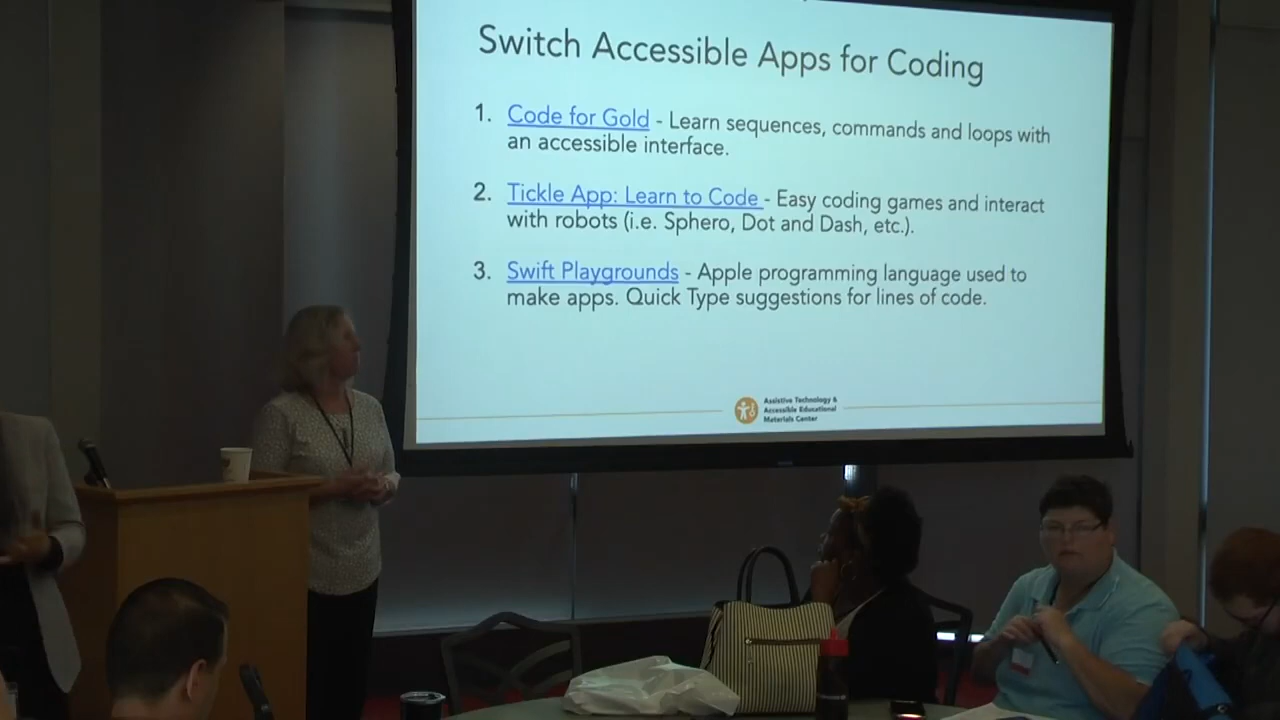 Switch Accessible Apps for Coding
1. Code for Gold - Learn sequences, commands and loops with
an accessible interface.
2. Tickle App: Learn to Code - Easy coding games and interact
with robots (i.e. Sphero, Dot and Dash, etc.).
3. Swift Playgrounds - Apple programming language used to
make apps. Quick Type suggestions for lines of code.
Assistive Technology &
Accessible Educational
Materials Center